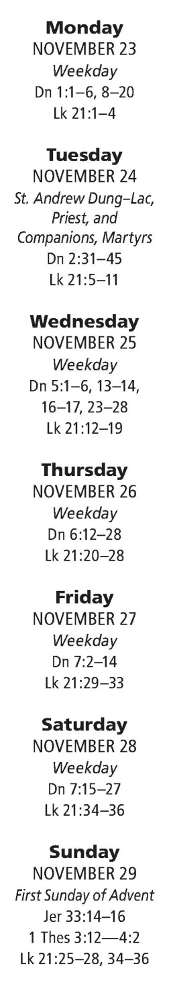 Monday
NOVEMBER 23
Weekday
Dn 1:1–6, 8–20
Lk 21:1–4
Tuesday
NOVEMBER 24
St. Andrew Dung–Lac,
Priest, and
Companions, Martyrs
Dn 2:31–45
Lk 21:5–11
Wednesday
NOVEMBER 25
Weekday
Dn 5:1–6, 13–14,
16–17, 23–28
Lk 21:12–19
Thursday
NOVEMBER 26
Weekday
Dn 6:12–28
Lk 21:20–28
Friday
NOVEMBER 27
Weekday
Dn 7:2–14
Lk 21:29–33
Saturday
NOVEMBER 28
Weekday
Dn 7:15–27
Lk 21:34–36
Sunday
NOVEMBER 29
First Sunday of Advent
Jer 33:14–16
1 Thes 3:12—4:2
Lk 21:25–28, 34–36